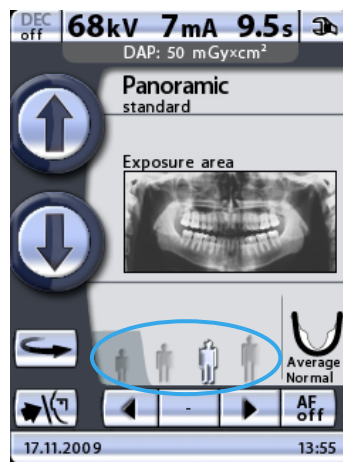 DEC
off
68kV 7mA 9.5s
DAP: 50 mGy×cm²
Panoramic
standard
Exposure area
Average
Normal
-
AF
off
17.11.2009 13:55